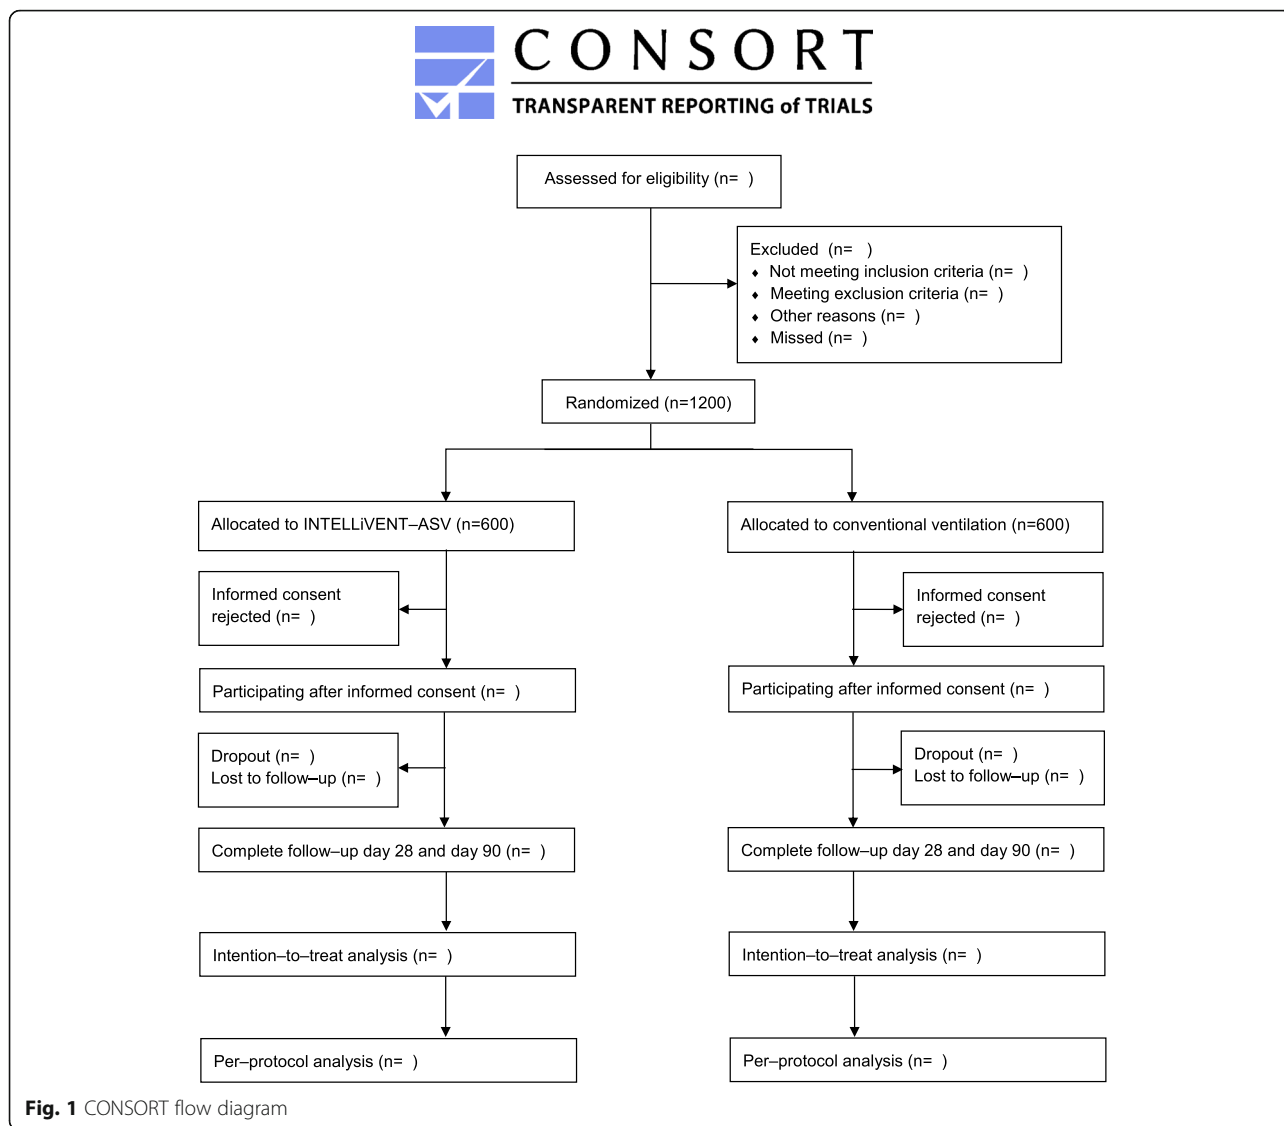 CONSORT
TRANSPARENT REPORTING of TRIALS
Assessed for eligibility (n=  )
Excluded  (n=  )
♦ Not meeting inclusion criteria (n=  )
♦ Meeting exclusion criteria (n=  )
♦ Other reasons (n=  )
♦ Missed (n=  )
Randomized (n=1200)
Allocated to INTELLiVENT–ASV (n=600)
Allocated to conventional ventilation (n=600)
Informed consent
rejected (n=  )
Informed consent
rejected (n=  )
Participating after informed consent (n=  )
Participating after informed consent (n=  )
Dropout (n=  )
Lost to follow–up (n=  )
Dropout (n=  )
Lost to follow–up (n=  )
Complete follow–up day 28 and day 90 (n=  )
Complete follow–up day 28 and day 90 (n=  )
Intention–to–treat analysis (n=  )
Intention–to–treat analysis (n=  )
Per–protocol analysis (n=  )
Per–protocol analysis (n=  )
Fig. 1 CONSORT flow diagram